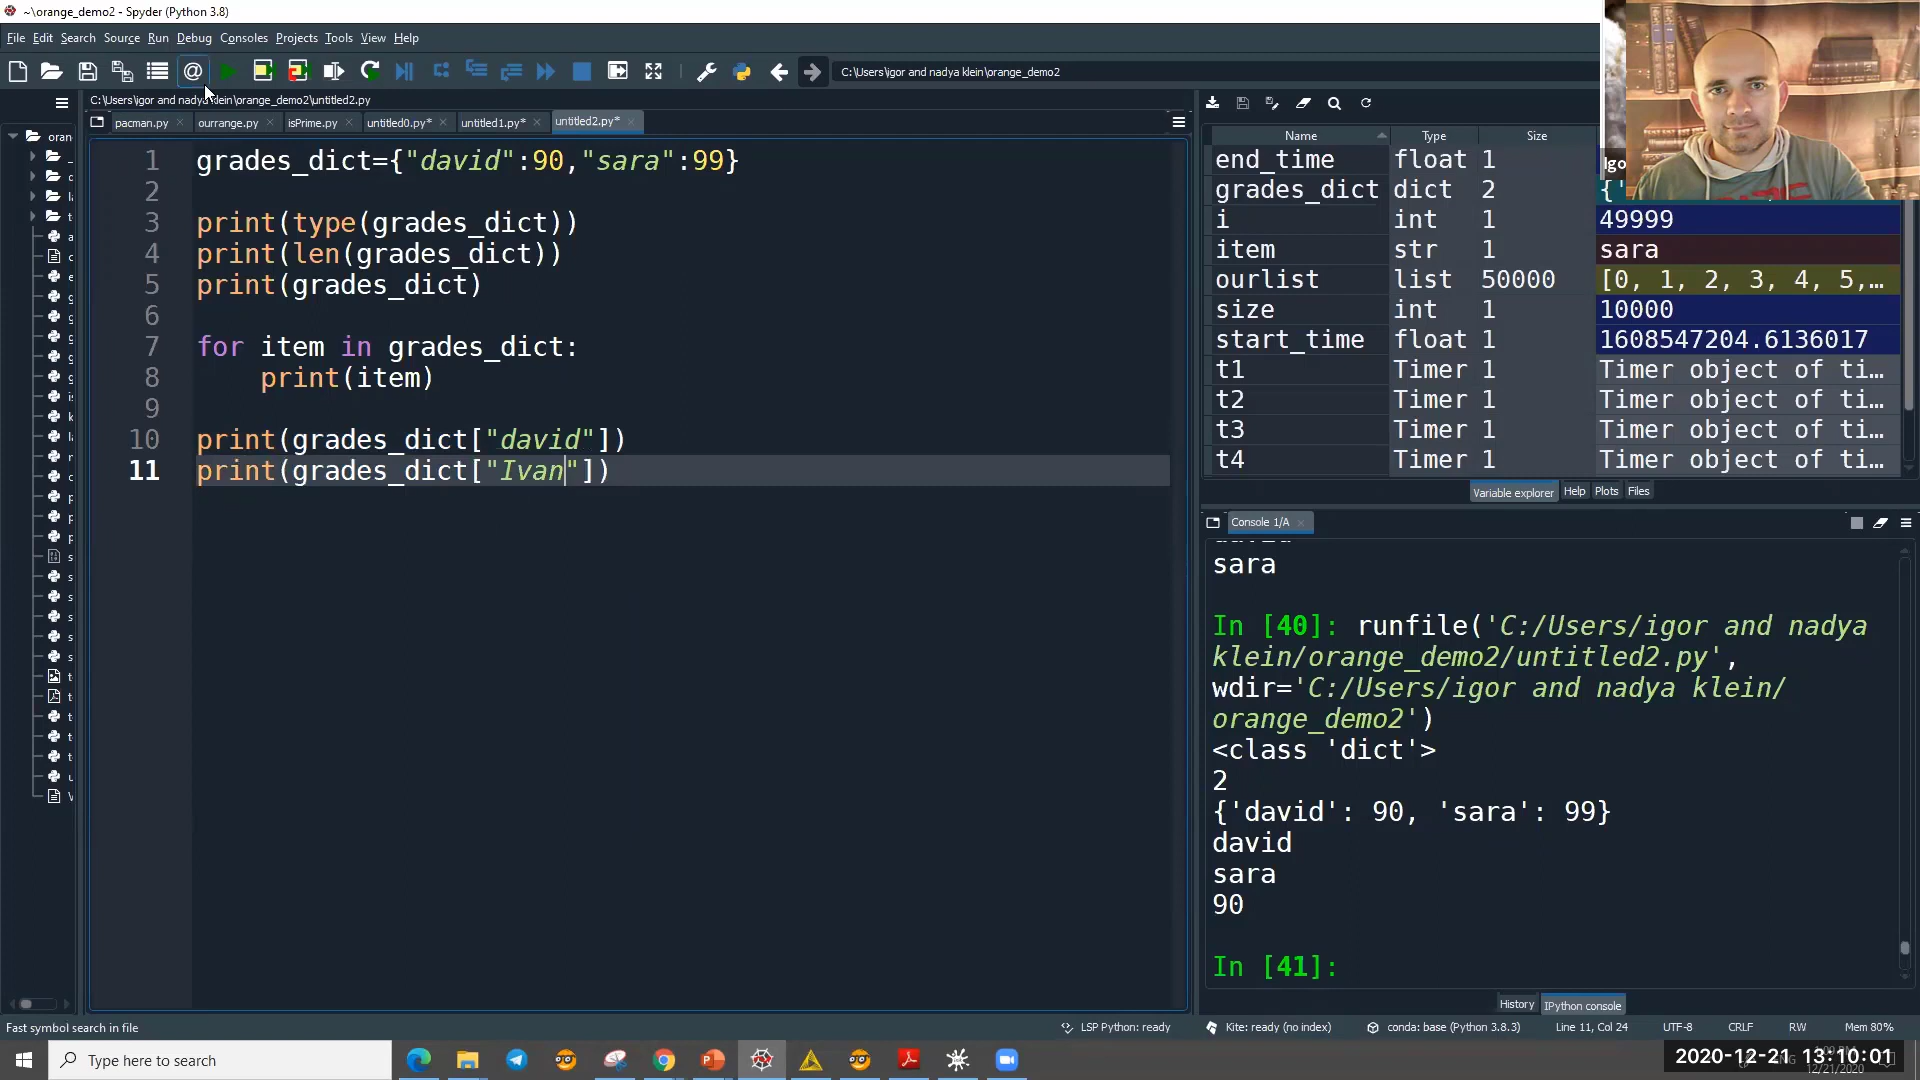 ~\orange_demo2 - Spyder (Python 3.8)
File Edit Search Source Run Debug Consoles Projects Tools View Help
C:\Users\igor and nadya klein\orange_demo2
C:\Users\igor and nadya klein\orange_demo2\untitled2.py
pacman.py ourrange.py isPrime.py untitled0.py* untitled1.py* untitled2.py*
oran
1 grades_dict={"david":90,"sara":99}
2
3 print(type(grades_dict))
4 print(len(grades_dict))
5 print(grades_dict)
6
7 for item in grades_dict:
8 print(item)
9
10 print(grades_dict["david"])
11 print(grades_dict["Ivan"])
Name Type Size
end_time float 1
grades_dict dict 2 {'
i int 1 49999
item str 1 sara
ourlist list 50000 [0, 1, 2, 3, 4, 5,...
size int 1 10000
start_time float 1 1608547204.6136017
t1 Timer 1 Timer object of ti...
t2 Timer 1 Timer object of ti...
t3 Timer 1 Timer object of ti...
t4 Timer 1 Timer object of ti...
Variable explorer Help Plots Files
Console 1/A
sara
In [40]: runfile('C:/Users/igor and nadya
klein/orange_demo2/untitled2.py',
wdir='C:/Users/igor and nadya klein/
orange_demo2')
<class 'dict'>
2
{'david': 90, 'sara': 99}
david
sara
90
In [41]:
History IPython console
Fast symbol search in file LSP Python: ready Kite: ready (no index) conda: base (Python 3.8.3) Line 11, Col 24 UTF-8 CRLF RW Mem 80%
Type here to search
2020-12-21 13:10:01
12/21/2020